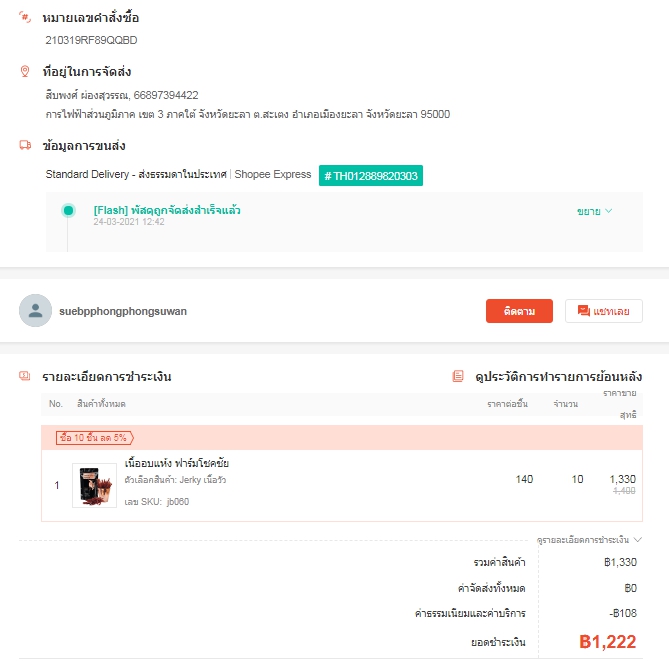 หมายเลขคำสั่งซื้อ
210319RF89QQBD
ที่อยู่ในการจัดส่ง
สืบพงศ์ ผ่องสุวรรณ, 66897394422
การไฟฟ้าส่วนภูมิภาค เขต 3 ภาคใต้ จังหวัดยะลา ต.สะเตง อำเภอเมืองยะลา จังหวัดยะลา 95000
ข้อมูลการขนส่ง
Standard Delivery - ส่งธรรมดาในประเทศ | Shopee Express # TH012889820303
[Flash] พัสดุถูกจัดส่งสำเร็จแล้ว ขยาย
24-03-2021 12:42
suebpphongphongsuwan ติดตาม แชทเลย
รายละเอียดการชำระเงิน ดูประวัติการทำรายการย้อนหลัง
No. สินค้าทั้งหมด ราคาต่อชิ้น จำนวน ราคาขายสุทธิ
ซื้อ 10 ชิ้น ลด 5%
เนื้ออบแห้ง ฟาร์มโชคชัย
1 ตัวเลือกสินค้า: Jerky เนื้อวัว 140 10 1,330
1,400
เลข SKU: jb060
ดูรายละเอียดการชำระเงิน
รวมค่าสินค้า ฿1,330
ค่าจัดส่งทั้งหมด ฿0
ค่าธรรมเนียมและค่าบริการ -฿108
ยอดชำระเงิน ฿1,222